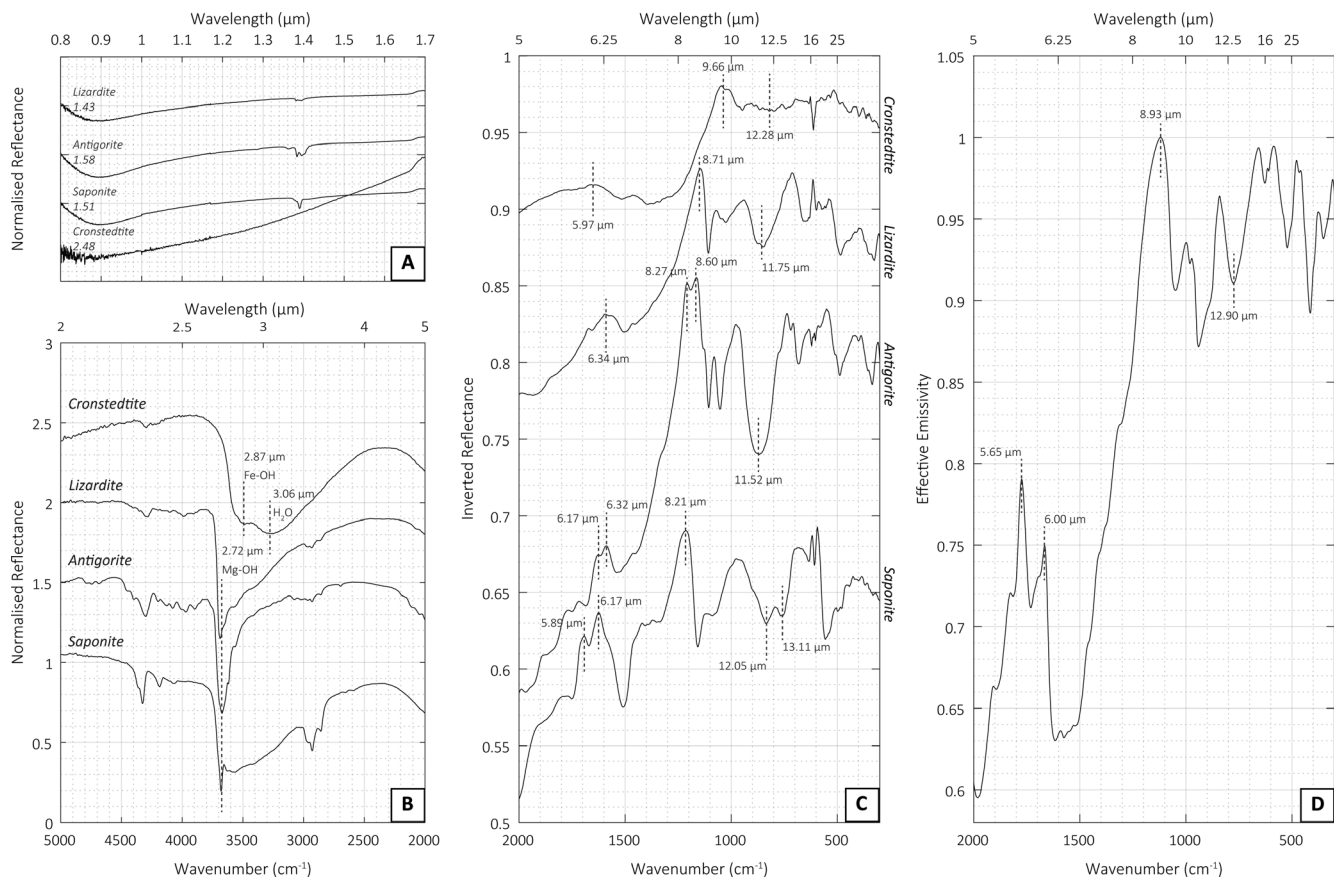 Wavelength (μm)
0.8 0.9 1 1.1 1.2 1.3 1.4 1.5 1.6 1.7
Normalised Reflectance
Lizardite
1.43
Antigorite
1.58
Saponite
1.51
Cronstedtite
2.48
A
Wavelength (μm)
2 2.5 3 4 5
Normalised Reflectance
3
2.5
2
1.5
1
0.5
0
Cronstedtite
2.87 μm
Fe-OH
3.06 μm
H2O
Lizardite
2.72 μm
Mg-OH
Antigorite
Saponite
B
5000 4500 4000 3500 3000 2500 2000
Wavenumber (cm-1)
Wavelength (μm)
5 6.25 8 10 12.5 16 25
Inverted Reflectance
1
0.95
0.9
0.85
0.8
0.75
0.7
0.65
0.6
0.55
0.5
9.66 μm
12.28 μm
5.97 μm
Cronstedtite
8.71 μm
11.75 μm
6.34 μm
Lizardite
8.27 μm
8.60 μm
11.52 μm
6.17 μm
6.32 μm
Antigorite
8.21 μm
5.89 μm
6.17 μm
12.05 μm
13.11 μm
Saponite
C
2000 1500 1000 500
Wavenumber (cm-1)
Wavelength (μm)
5 6.25 8 10 12.5 16 25
Effective Emissivity
1.05
1
0.95
0.9
0.85
0.8
0.75
0.7
0.65
0.6
8.93 μm
12.90 μm
5.65 μm
6.00 μm
D
2000 1500 1000 500
Wavenumber (cm-1)